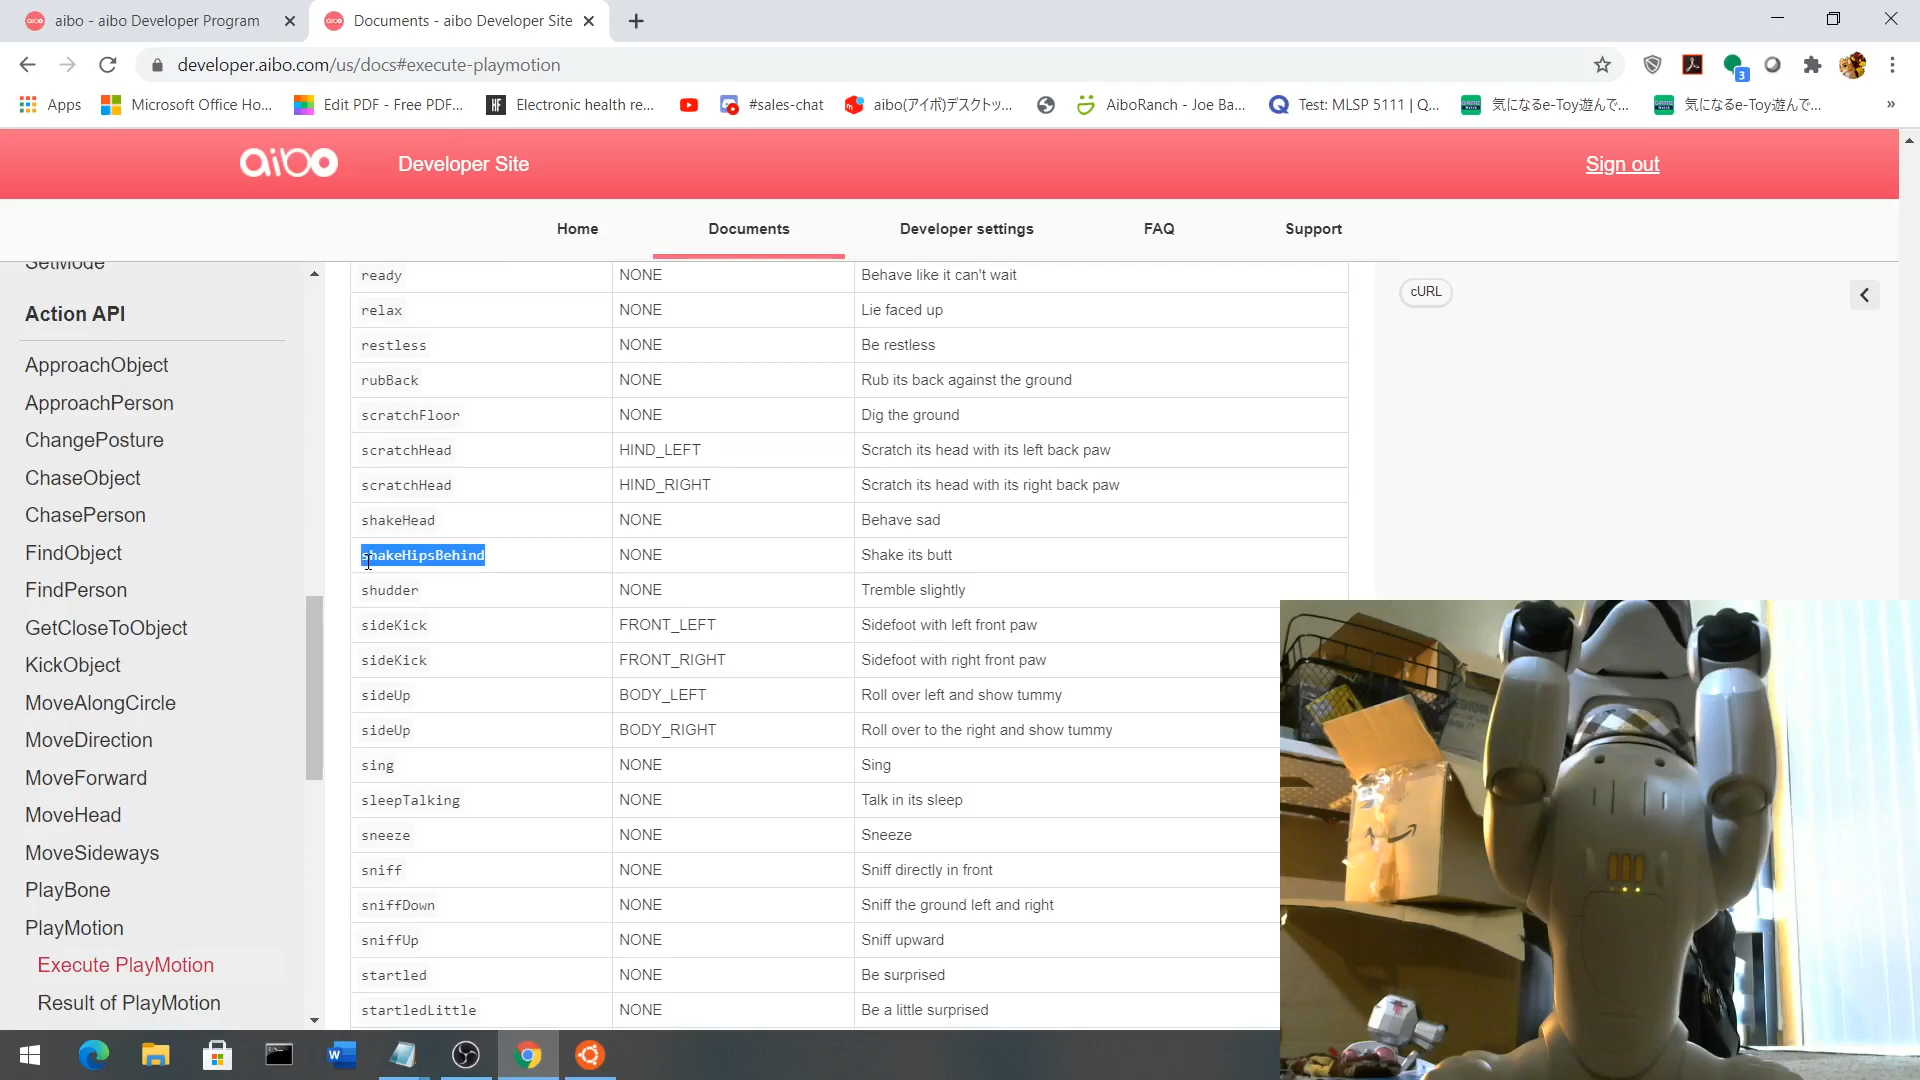 aibo - aibo Developer Program
Documents - aibo Developer Site
developer.aibo.com/us/docs#execute-playmotion
3
Apps
Microsoft Office Ho...
Edit PDF - Free PDF...
HF Electronic health re...
#sales-chat
aibo(アイボ)デスクトッ...
AiboRanch - Joe Ba...
Test: MLSP 5111 | Q...
気になるe-Toy遊んで...
気になるe-Toy遊んで...
»
aibo Developer Site
Sign out
Home Documents Developer settings FAQ Support
SetMode
Action API
ApproachObject
ApproachPerson
ChangePosture
ChaseObject
ChasePerson
FindObject
FindPerson
GetCloseToObject
KickObject
MoveAlongCircle
MoveDirection
MoveForward
MoveHead
MoveSideways
PlayBone
PlayMotion
Execute PlayMotion
Result of PlayMotion
ready NONE Behave like it can't wait
relax NONE Lie faced up
restless NONE Be restless
rubBack NONE Rub its back against the ground
scratchFloor NONE Dig the ground
scratchHead HIND_LEFT Scratch its head with its left back paw
scratchHead HIND_RIGHT Scratch its head with its right back paw
shakeHead NONE Behave sad
shakeHipsBehind NONE Shake its butt
shudder NONE Tremble slightly
sideKick FRONT_LEFT Sidefoot with left front paw
sideKick FRONT_RIGHT Sidefoot with right front paw
sideUp BODY_LEFT Roll over left and show tummy
sideUp BODY_RIGHT Roll over to the right and show tummy
sing NONE Sing
sleepTalking NONE Talk in its sleep
sneeze NONE Sneeze
sniff NONE Sniff directly in front
sniffDown NONE Sniff the ground left and right
sniffUp NONE Sniff upward
startled NONE Be surprised
startledLittle NONE Be a little surprised
cURL